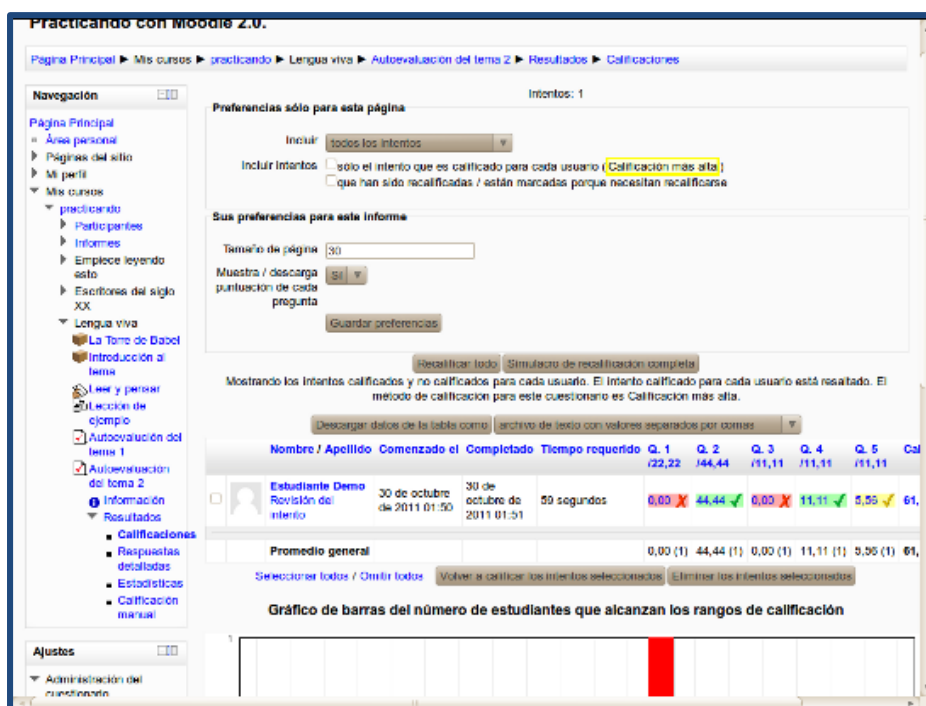 Practicando con Moodle 2.0.
Página Principal ► Mis cursos ► practicando ► Lengua viva ► Autoevaluación del tema 2 ► Resultados ► Calificaciones
Navegación
Página Principal
Área personal
Páginas del sitio
Mi perfil
Mis cursos
practicando
Participantes
Informes
Empiece leyendo
esto
Escritores del siglo
XX
Lengua viva
La Torre de Babel
Introducción al
tema
Leer y pensar
Lección de
ejemplo
Autoevalución del
tema 1
Autoevaluación
del tema 2
Información
Resultados
Calificaciones
Respuestas
detalladas
Estadísticas
Calificación
manual
Ajustes
Administración del
cuestionado
Intentos: 1
Preferencias sólo para esta página
Incluir todos los intentos
Incluir intentos sólo el intento que es calificado para cada usuario (Calificación más alta)
que han sido recalificadas / están marcadas porque necesitan recalificarse
Sus preferencias para este informe
Tamaño de página 30
Muestra / descarga
puntuación de cada
pregunta
Sí
Guardar preferencias
Recalificar todo Simulacro de recalificación completa
Mostrando los intentos calificados y no calificados para cada usuario. El intento calificado para cada usuario está resaltado. El
método de calificación para este cuestionario es Calificación más alta.
Descargar datos de la tabla como archivo de texto con valores separados por comas
Nombre / Apellido Comenzado el Completado Tiempo requerido Q. 1 Q. 2 Q. 3 Q. 4 Q. 5 Cal
/22,22 /44,44 /11,11 /11,11 /11,11
Estudiante Demo
Revisión del
intento
30 de octubre
de 2011 01:50
30 de
octubre de
2011 01:51
59 segundos 0,00 ✗ 44,44 ✓ 0,00 ✗ 11,11 ✓ 5,56 ✓ 61,
Promedio general 0,00 (1) 44,44 (1) 0,00 (1) 11,11 (1) 5,56 (1) 61,
Seleccionar todos / Omitir todos Volver a calificar los intentos seleccionados Eliminar los intentos seleccionados
Gráfico de barras del número de estudiantes que alcanzan los rangos de calificación
1